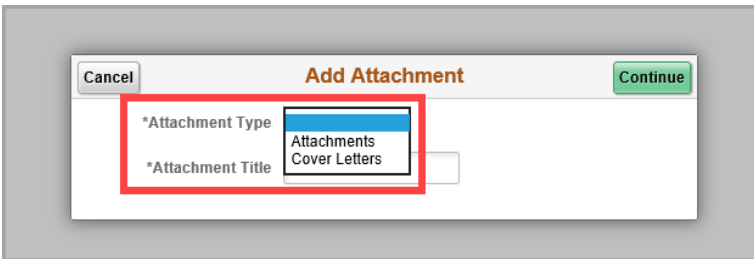 Cancel
Add Attachment
Continue
*Attachment Type
Attachments
Cover Letters
*Attachment Title